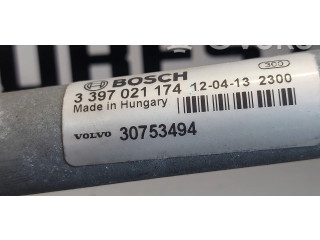 BOSCH
3 397 021 174 12-04-13 2300
Made in Hungary
VOLVO 30753494